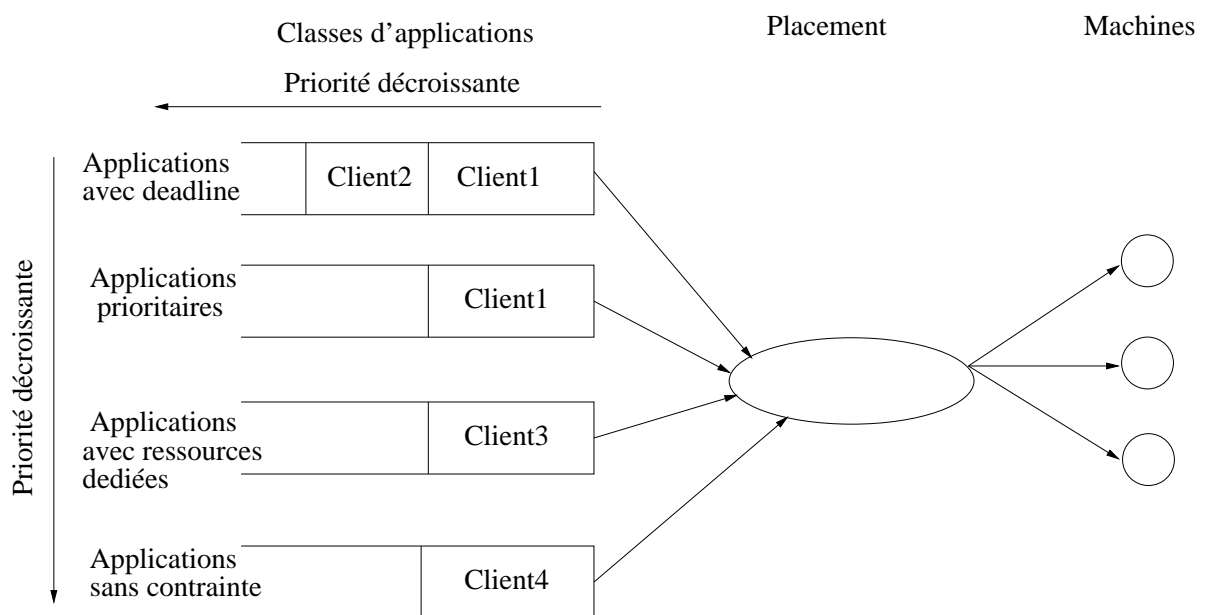 Classes d'applications
Placement
Machines
Priorité décroissante
Applications
avec deadline
Client2
Client1
Applications
prioritaires
Client1
Priorité décroissante
Applications
avec ressources
dediées
Client3
Applications
sans contrainte
Client4